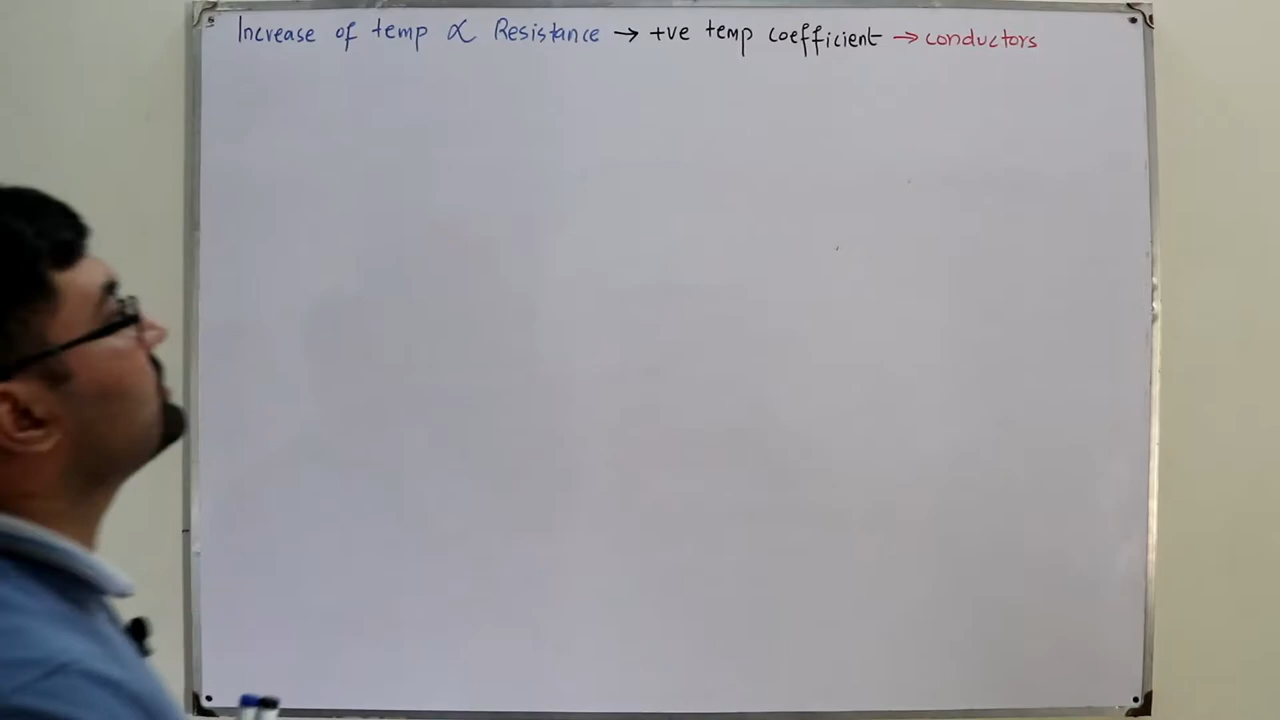 Increase of temp ∝ Resistance → +ve temp coefficient → conductors